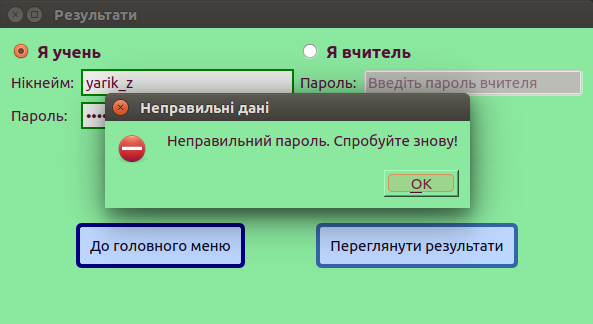 Результати
Я учень
Я вчитель
Нікнейм: yarik_z
Пароль: Введіть пароль вчителя
Пароль: ••••
Неправильні дані
Неправильний пароль. Спробуйте знову!
OK
До головного меню
Переглянути результати